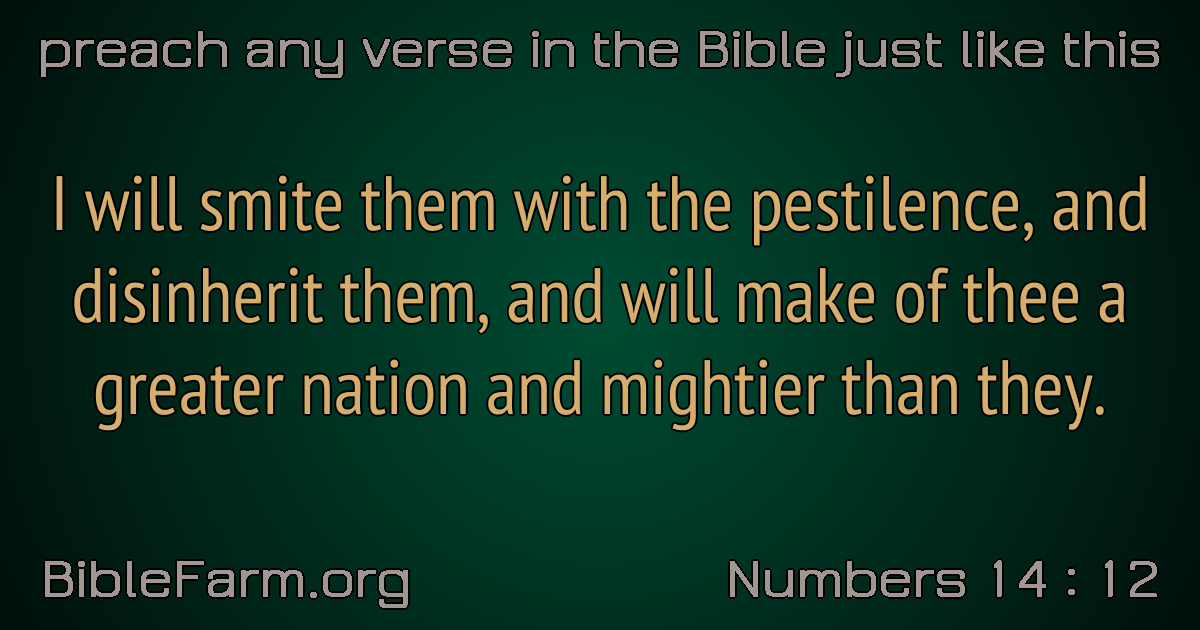 preach any verse in the Bible just like this
I will smite them with the pestilence, and
disinherit them, and will make of thee a
greater nation and mightier than they.
BibleFarm.org
Numbers 14 : 12